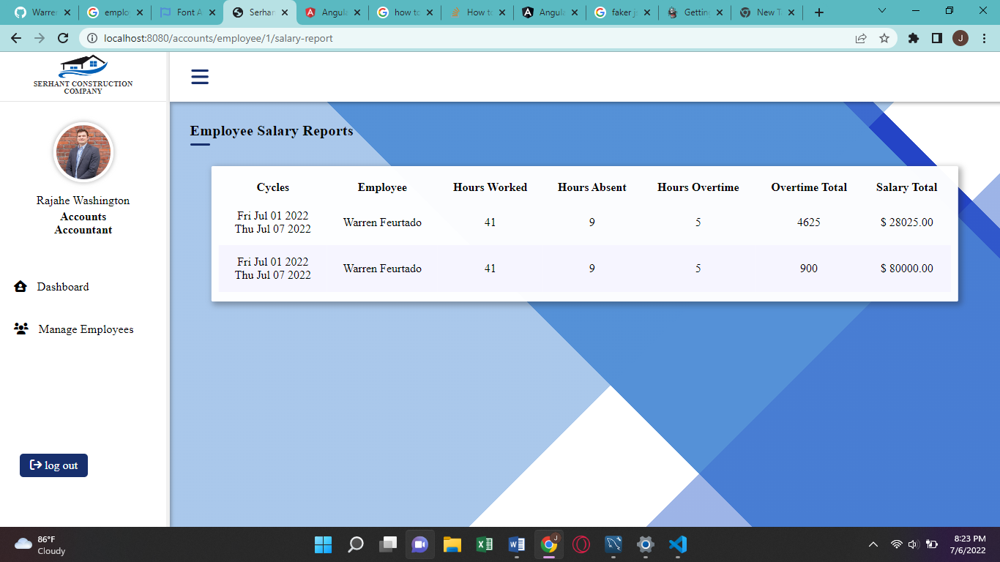 Warren
emplo
Font A
Serhan
Angula
how to
How to
Angula
faker js
Getting
New T
localhost:8080/accounts/employee/1/salary-report
J
SERHANT CONSTRUCTION
COMPANY
Rajahe Washington
Accounts
Accountant
Dashboard
Manage Employees
log out
Employee Salary Reports
Cycles Employee Hours Worked Hours Absent Hours Overtime Overtime Total Salary Total
Fri Jul 01 2022
Thu Jul 07 2022
Warren Feurtado 41 9 5 4625 $ 28025.00
Fri Jul 01 2022
Thu Jul 07 2022
Warren Feurtado 41 9 5 900 $ 80000.00
86°F
Cloudy
J
8:23 PM
7/6/2022